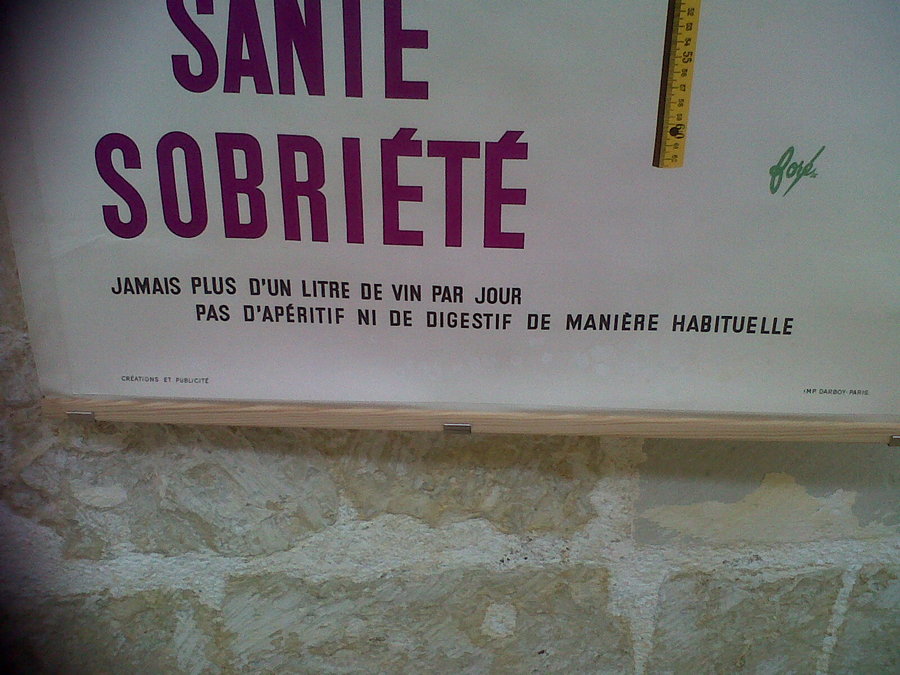 SANTÉ
SOBRIÉTÉ
JAMAIS PLUS D'UN LITRE DE VIN PAR JOUR
PAS D'APÉRITIF NI DE DIGESTIF DE MANIÈRE HABITUELLE
CRÉATIONS ET PUBLICITÉ
IMP. DARBOY-PARIS